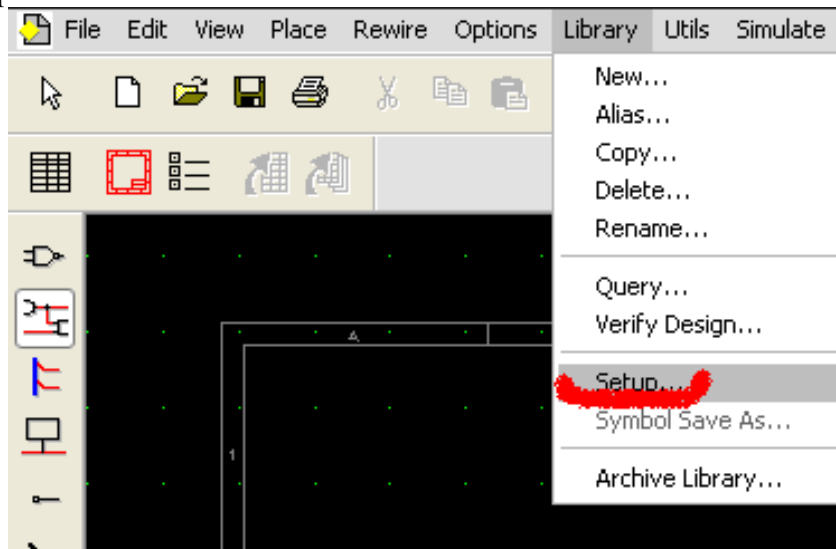 File Edit View Place Rewire Options Library Utils Simulate
New...
Alias...
Copy...
Delete...
Rename...
Query...
Verify Design...
Setup...
Symbol Save As...
Archive Library...
A
1